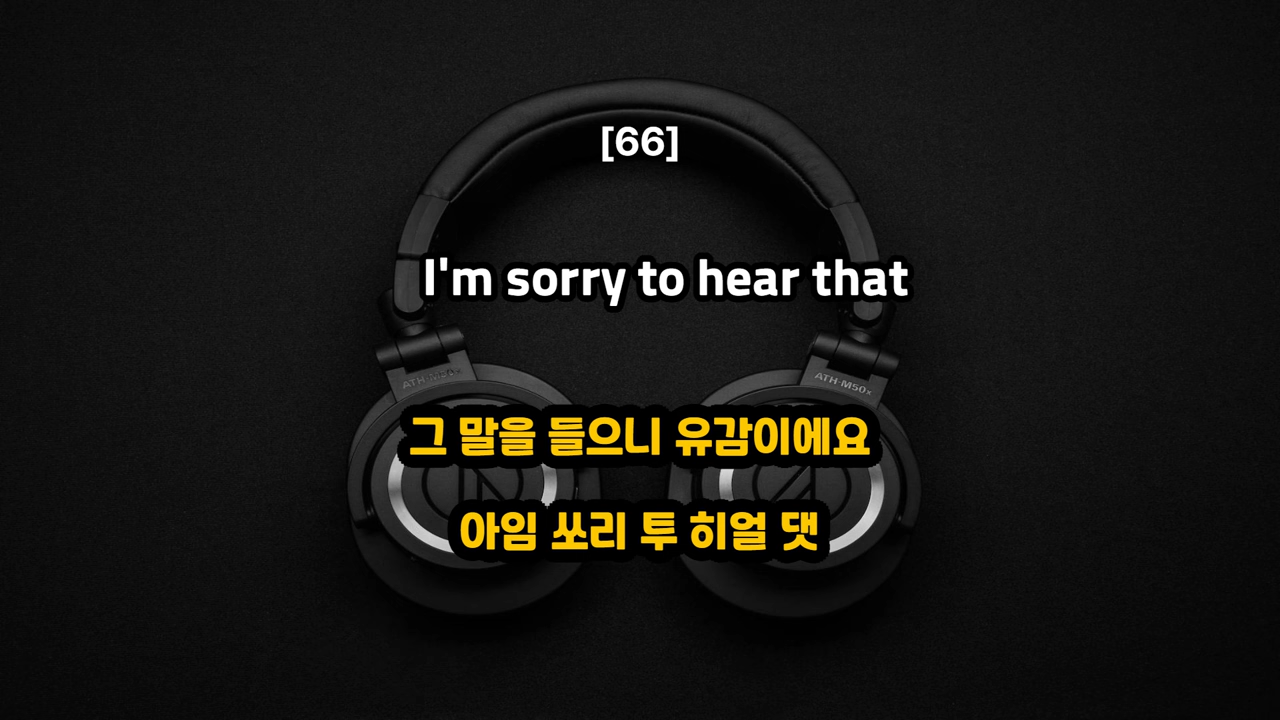 [66]
I'm sorry to hear that
ATH-M50x
그 말을 들으니 유감이에요
아임 쏘리 투 히얼 댓